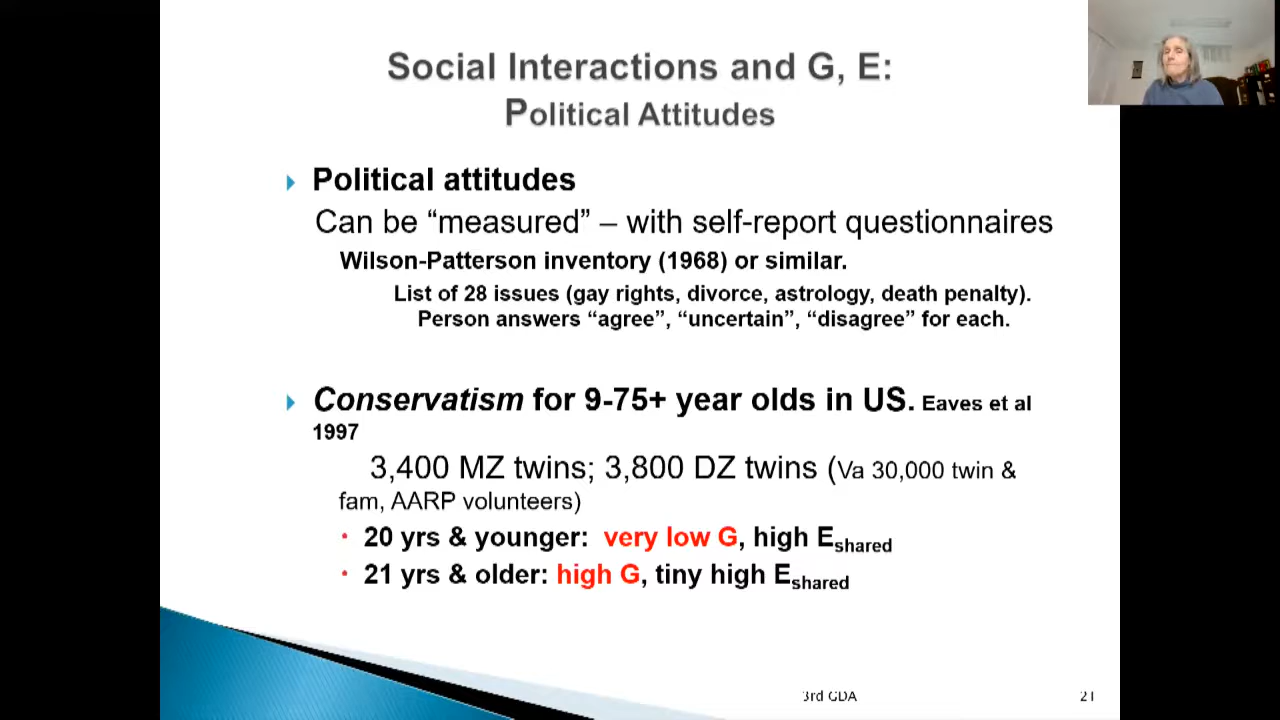 Social Interactions and G, E:
Political Attitudes
Political attitudes
Can be “measured” – with self-report questionnaires
Wilson-Patterson inventory (1968) or similar.
List of 28 issues (gay rights, divorce, astrology, death penalty).
Person answers “agree”, “uncertain”, “disagree” for each.
Conservatism for 9-75+ year olds in US. Eaves et al
1997
3,400 MZ twins; 3,800 DZ twins (Va 30,000 twin &
fam, AARP volunteers)
• 20 yrs & younger: very low G, high Eshared
• 21 yrs & older: high G, tiny high Eshared
3rd GDA
21